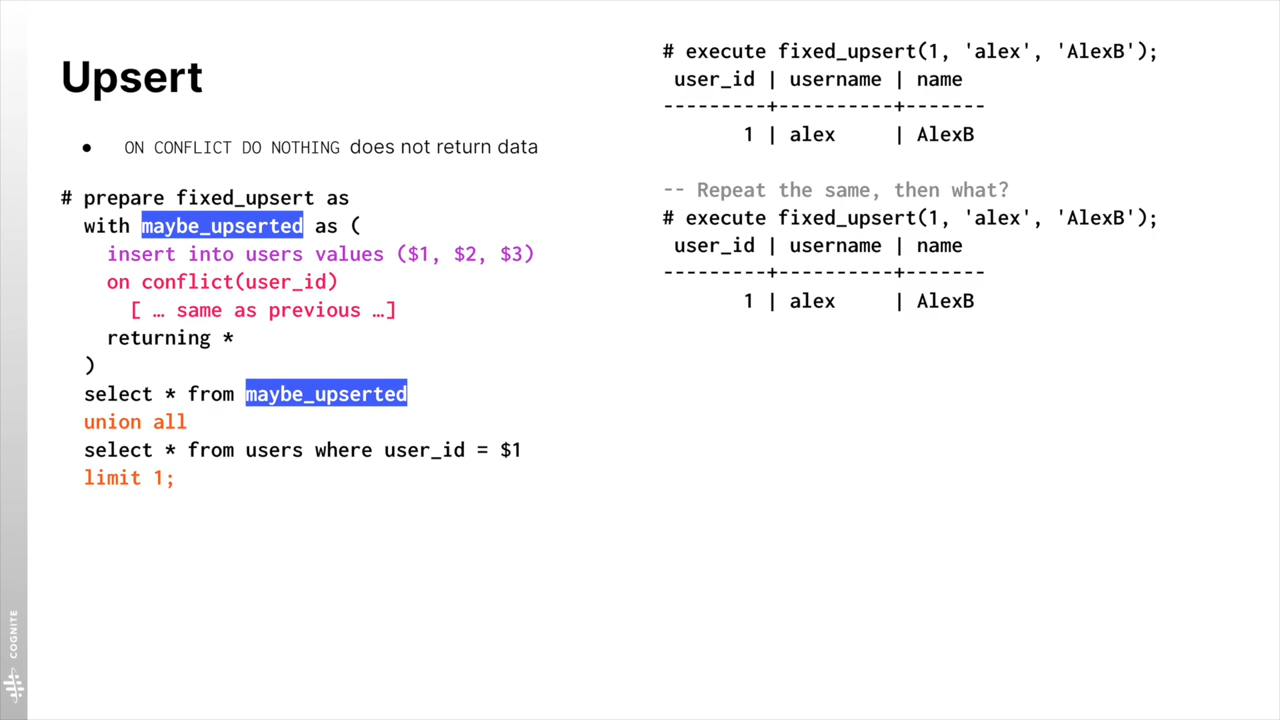 Upsert
● ON CONFLICT DO NOTHING does not return data
# prepare fixed_upsert as
with maybe_upserted as (
insert into users values ($1, $2, $3)
on conflict(user_id)
[ … same as previous …]
returning *
)
select * from maybe_upserted
union all
select * from users where user_id = $1
limit 1;
# execute fixed_upsert(1, 'alex', 'AlexB');
user_id | username | name
---------+----------+-------
1 | alex | AlexB
-- Repeat the same, then what?
# execute fixed_upsert(1, 'alex', 'AlexB');
user_id | username | name
---------+----------+-------
1 | alex | AlexB
COGNITE